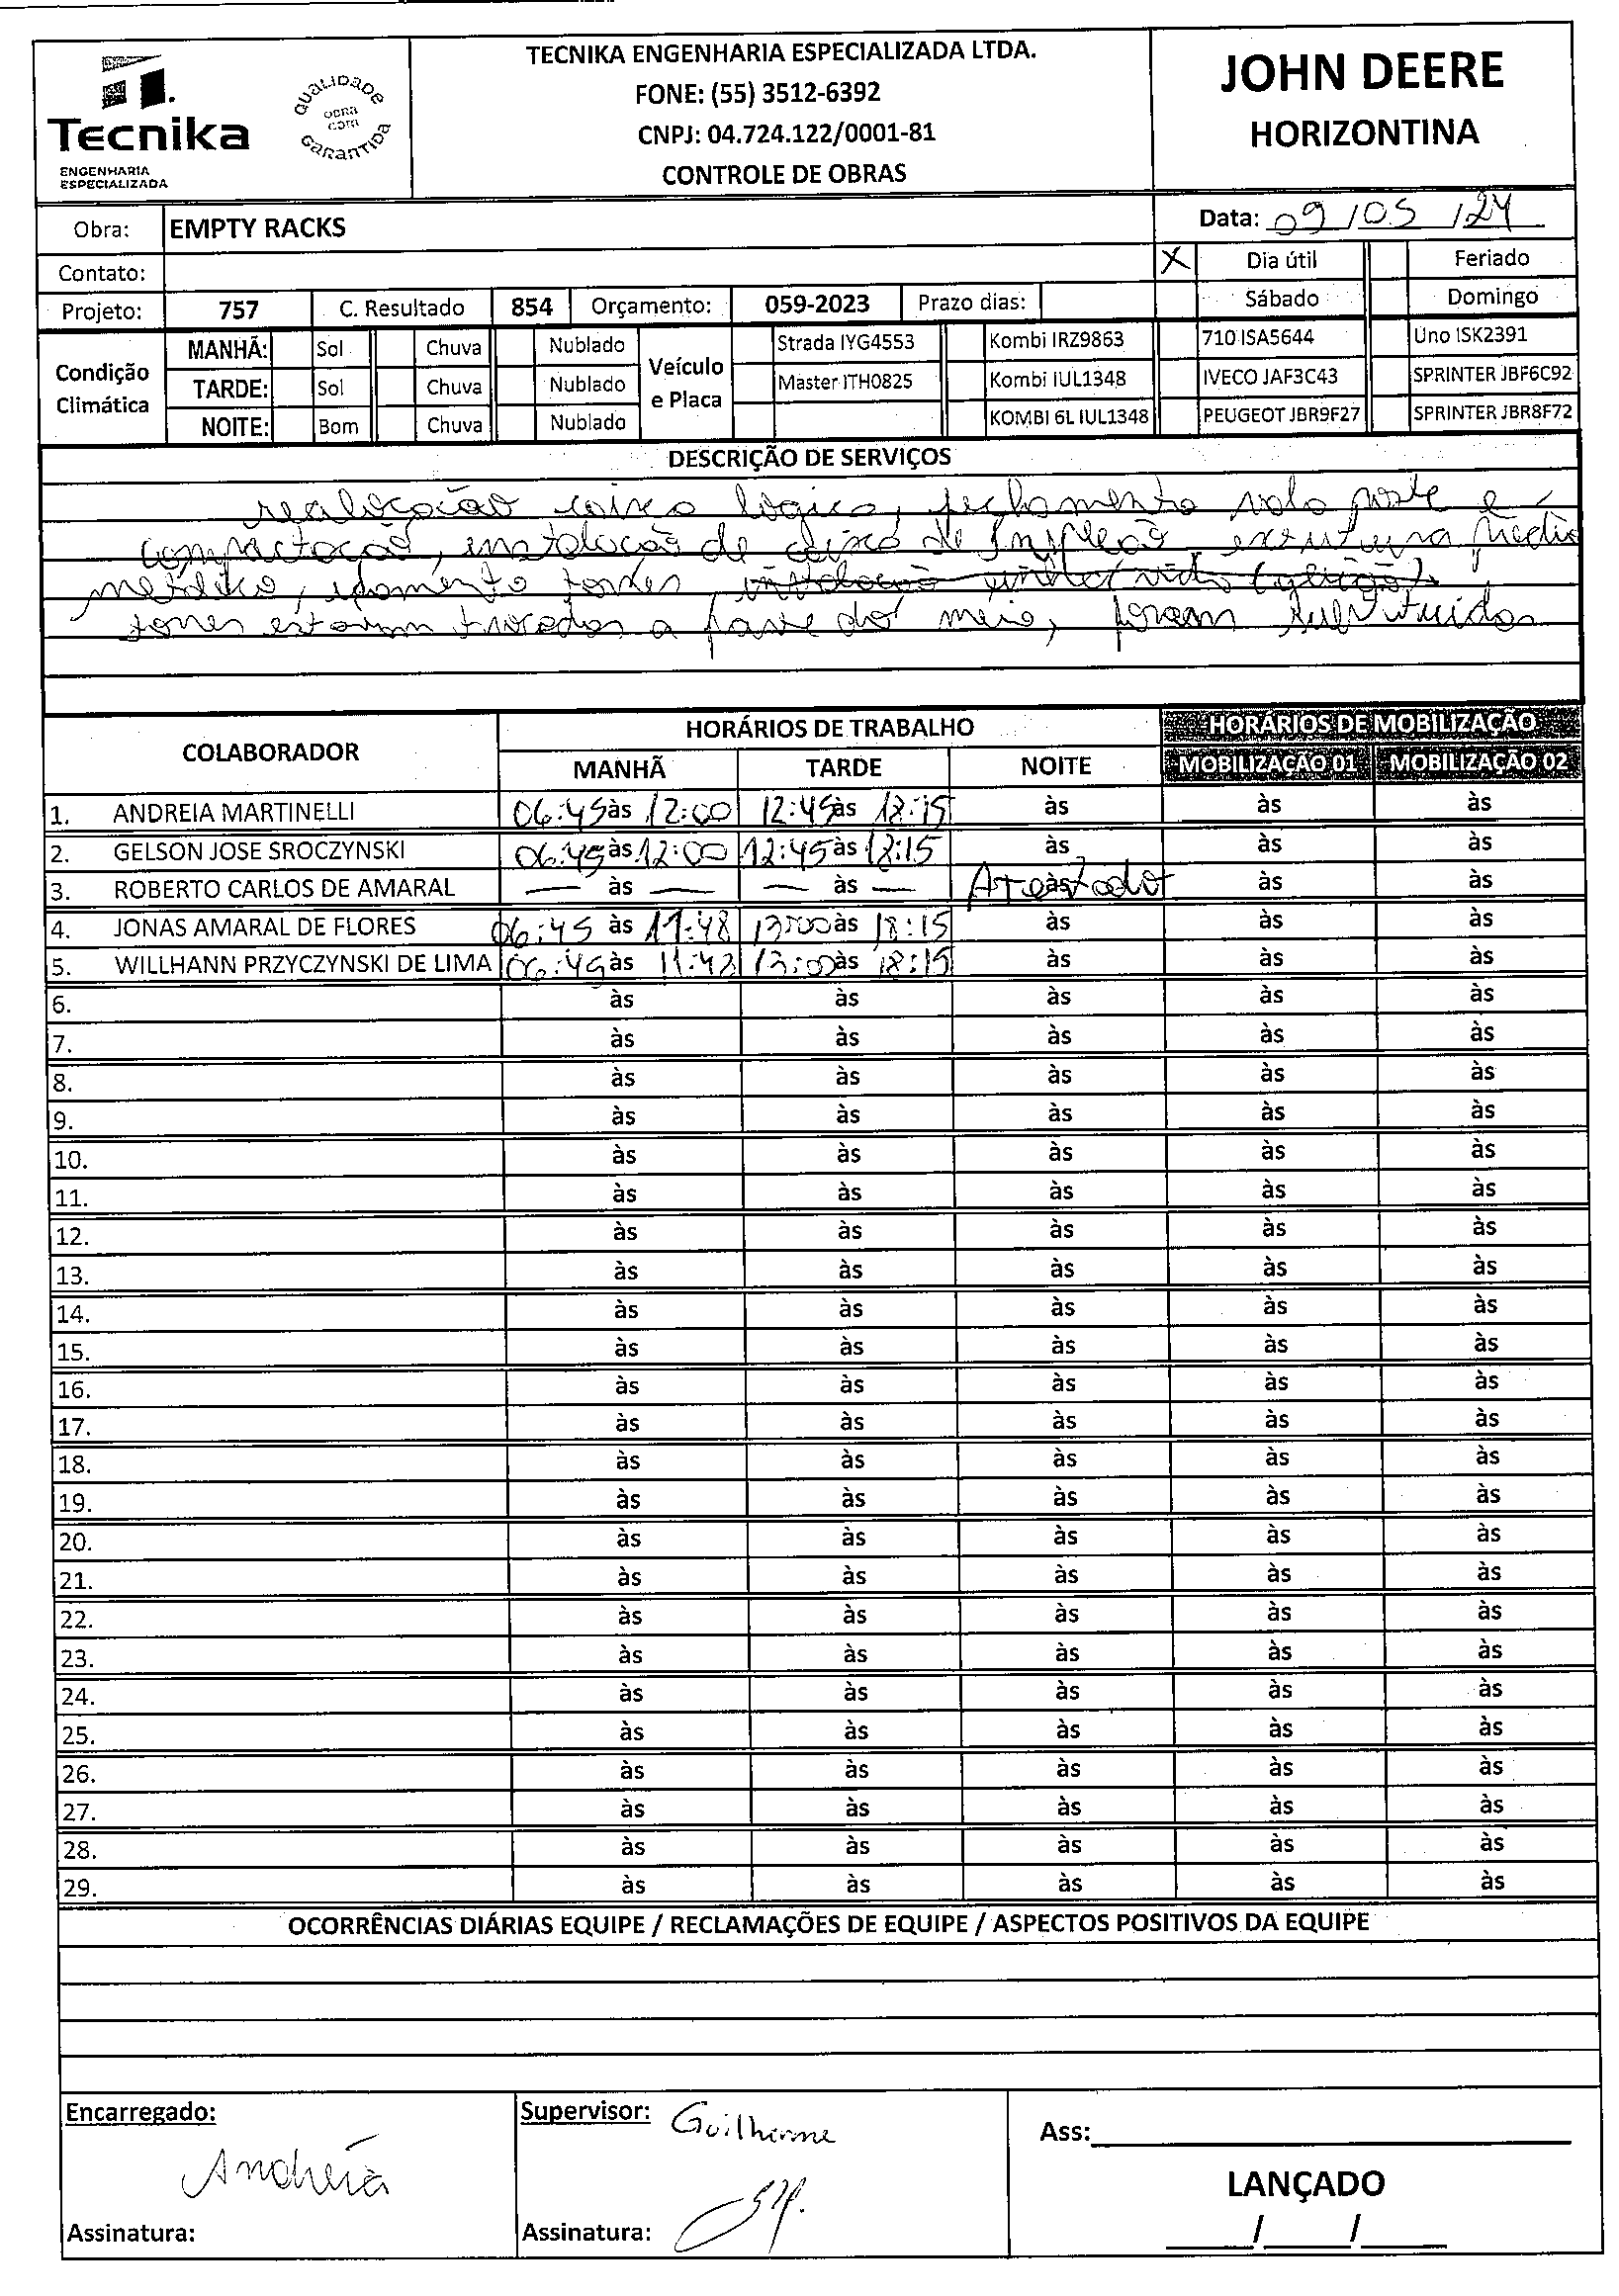 TECNIKA ENGENHARIA ESPECIALIZADA LTDA.
FONE: (55) 3512-6392
CNPJ: 04.724.122/0001-81
CONTROLE DE OBRAS
Tecnika
ENGENHARIA
ESPECIALIZADA
QUALIDADE
OBRA
COM
GARANTIDA
JOHN DEERE
HORIZONTINA
Obra: EMPTY RACKS
Data: 09/05/24
Contato:
X Dia útil Feriado
Projeto: 757 C. Resultado 854 Orçamento: 059-2023 Prazo dias: Sábado Domingo
Condição Climática
MANHÃ: Sol Chuva Nublado
TARDE: Sol Chuva Nublado
NOITE: Bom Chuva Nublado
Veículo e Placa
Strada IYG4553 Kombi IRZ9863 710 ISA5644 Uno ISK2391
Master ITH0825 Kombi IUL1348 IVECO JAF3C43 SPRINTER JBF6C92
KOMBI 6L IUL1348 PEUGEOT JBR9F27 SPRINTER JBR8F72
DESCRIÇÃO DE SERVIÇOS
realocação caixa lógica, fechamento vala poste e
compactação, instalação de caixa de Inspeção estrutura prédio
metálico, tones
tones estavam trocados a parte do meio, foram substituidos
COLABORADOR HORÁRIOS DE TRABALHO HORÁRIOS DE MOBILIZAÇÃO
MANHÃ TARDE NOITE MOBILIZAÇÃO 01 MOBILIZAÇÃO 02
1. ANDREIA MARTINELLI 06:45 às 12:00 12:45 às 18:15 às às às
2. GELSON JOSE SROCZYNSKI 06:45 às 12:00 12:45 às 18:15 às às às
3. ROBERTO CARLOS DE AMARAL — às — — às — Atestado às às às
4. JONAS AMARAL DE FLORES 06:45 às 11:48 13:00 às 18:15 às às às
5. WILLHANN PRZYCZYNSKI DE LIMA 06:45 às 11:42 13:00 às 18:15 às às às
6. às às às às às
7. às às às às às
8. às às às às às
9. às às às às às
10. às às às às às
11. às às às às às
12. às às às às às
13. às às às às às
14. às às às às às
15. às às às às às
16. às às às às às
17. às às às às às
18. às às às às às
19. às às às às às
20. às às às às às
21. às às às às às
22. às às às às às
23. às às às às às
24. às às às às às
25. às às às às às
26. às às às às às
27. às às às às às
28. às às às às às
29. às às às às às
OCORRÊNCIAS DIÁRIAS EQUIPE / RECLAMAÇÕES DE EQUIPE / ASPECTOS POSITIVOS DA EQUIPE
Encarregado:
Andréia
Assinatura:
Supervisor: Guilherme
Assinatura:
Ass:
LANÇADO
/ /